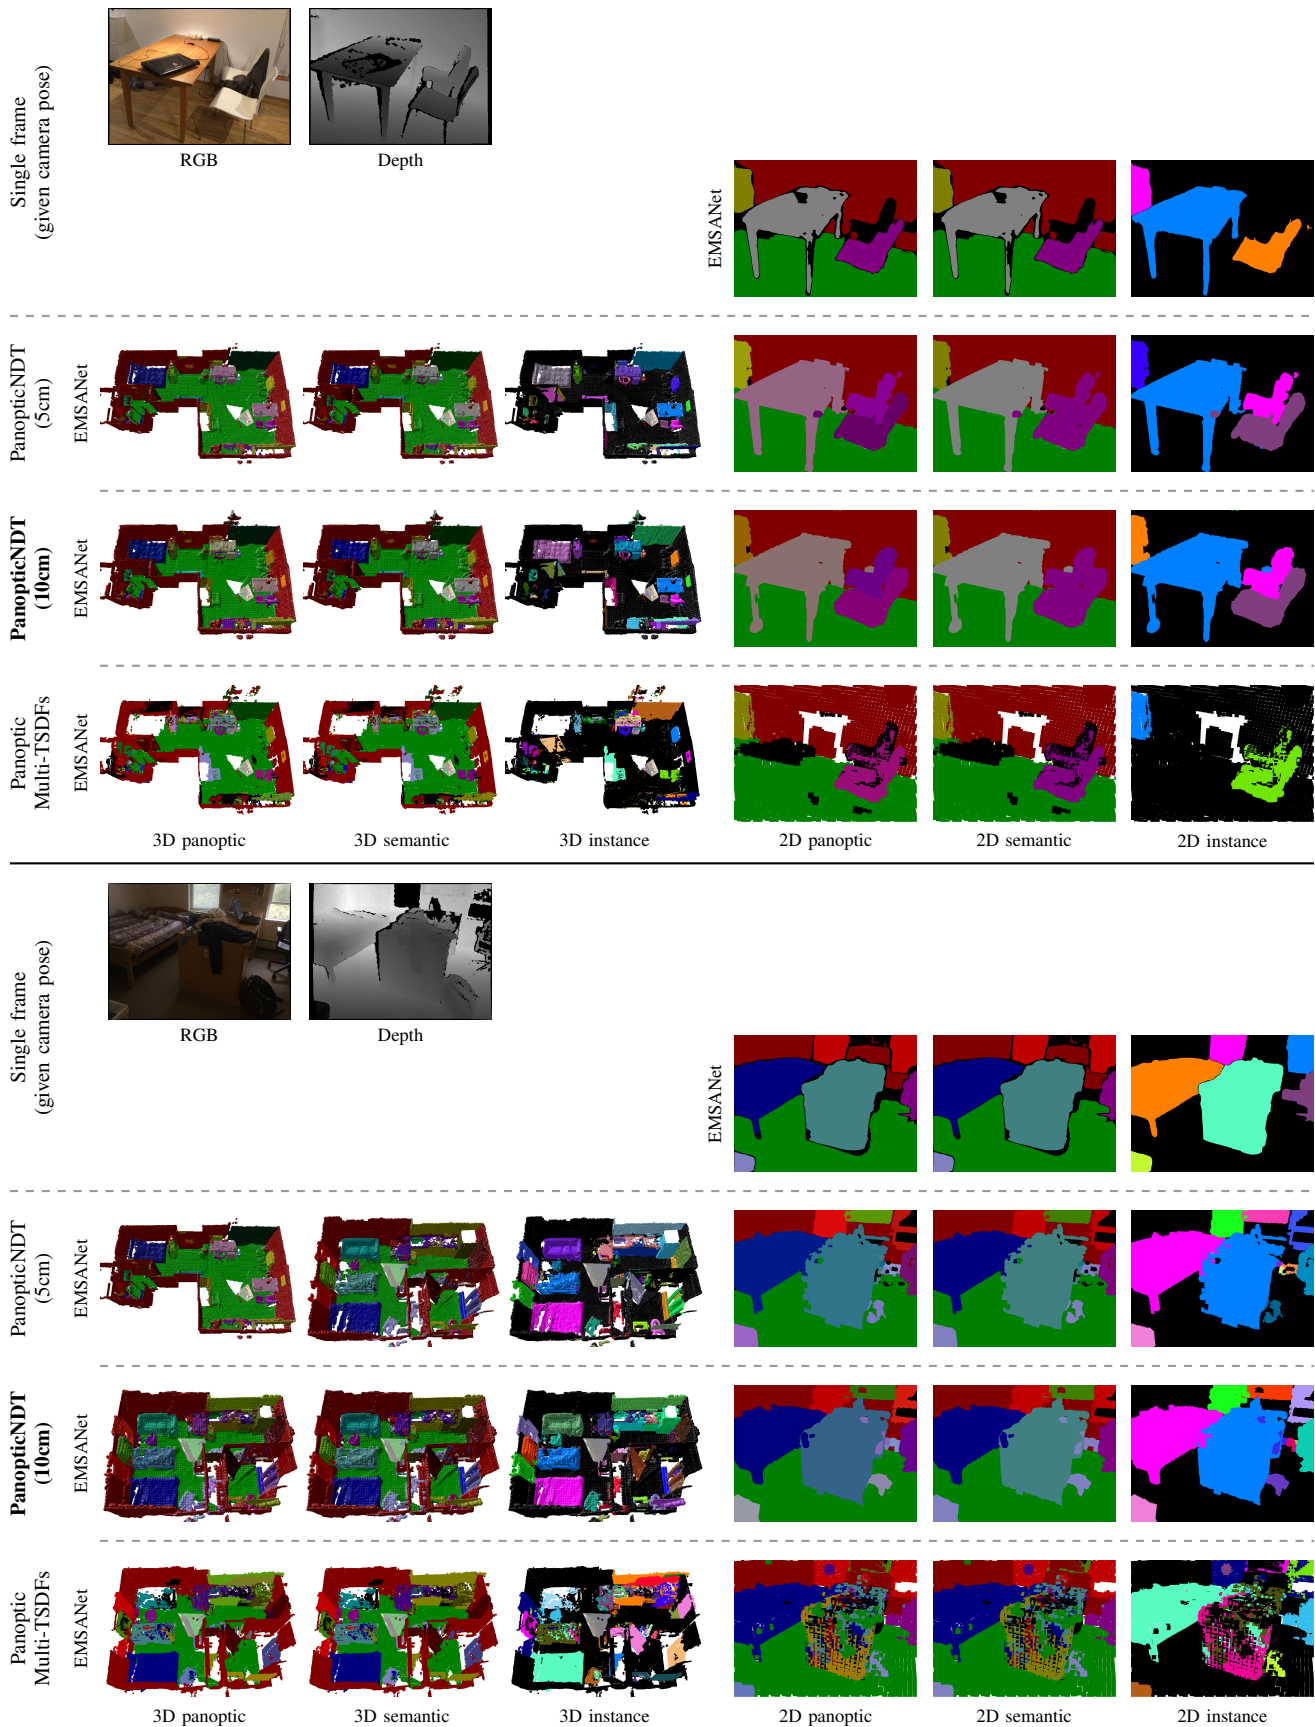 Single frame
(given camera pose)
RGB
Depth
EMSANet
PanopticNDT
(5cm)
EMSANet
PanopticNDT
(10cm)
EMSANet
Panoptic
Multi-TSDFs
EMSANet
3D panoptic
3D semantic
3D instance
2D panoptic
2D semantic
2D instance
Single frame
(given camera pose)
RGB
Depth
EMSANet
PanopticNDT
(5cm)
EMSANet
PanopticNDT
(10cm)
EMSANet
Panoptic
Multi-TSDFs
EMSANet
3D panoptic
3D semantic
3D instance
2D panoptic
2D semantic
2D instance